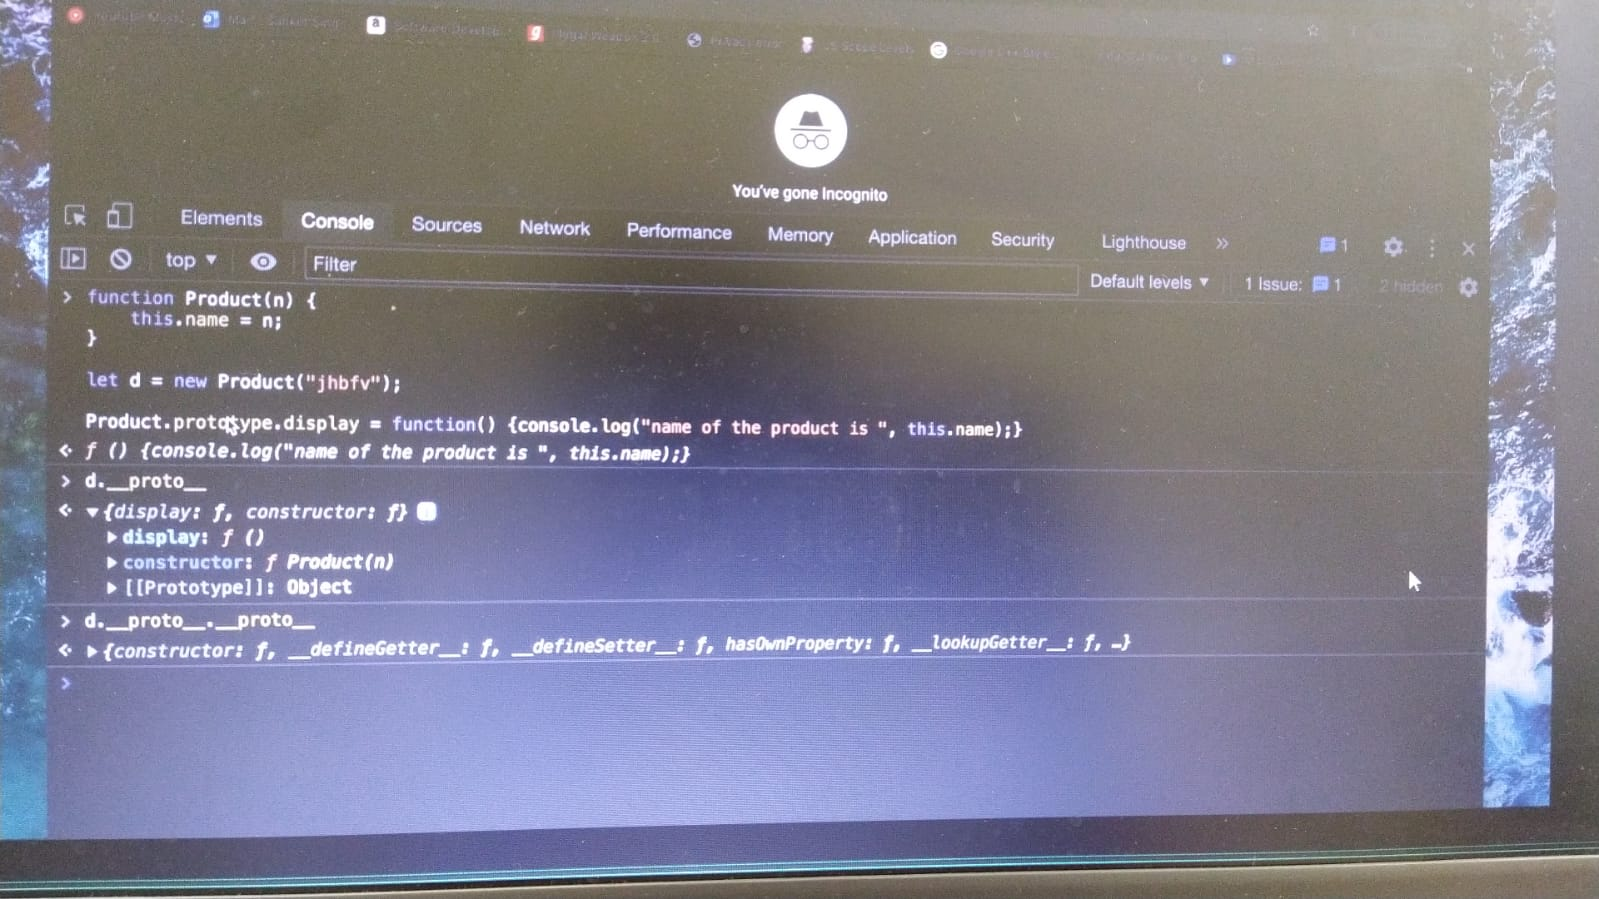 You've gone Incognito
Elements Console Sources Network Performance Memory Application Security Lighthouse » 1
top ▼ Filter Default levels ▼ 1 Issue: 1 2 hidden
> function Product(n) {
this.name = n;
}
let d = new Product("jhbfv");
Product.prototype.display = function() {console.log("name of the product is ", this.name);}
ƒ () {console.log("name of the product is ", this.name);}
> d.__proto__
▼{display: ƒ, constructor: ƒ}
▶display: ƒ ()
▶constructor: ƒ Product(n)
▶[[Prototype]]: Object
> d.__proto__.__proto__
▶{constructor: ƒ, __defineGetter__: ƒ, __defineSetter__: ƒ, hasOwnProperty: ƒ, __lookupGetter__: ƒ, …}
>